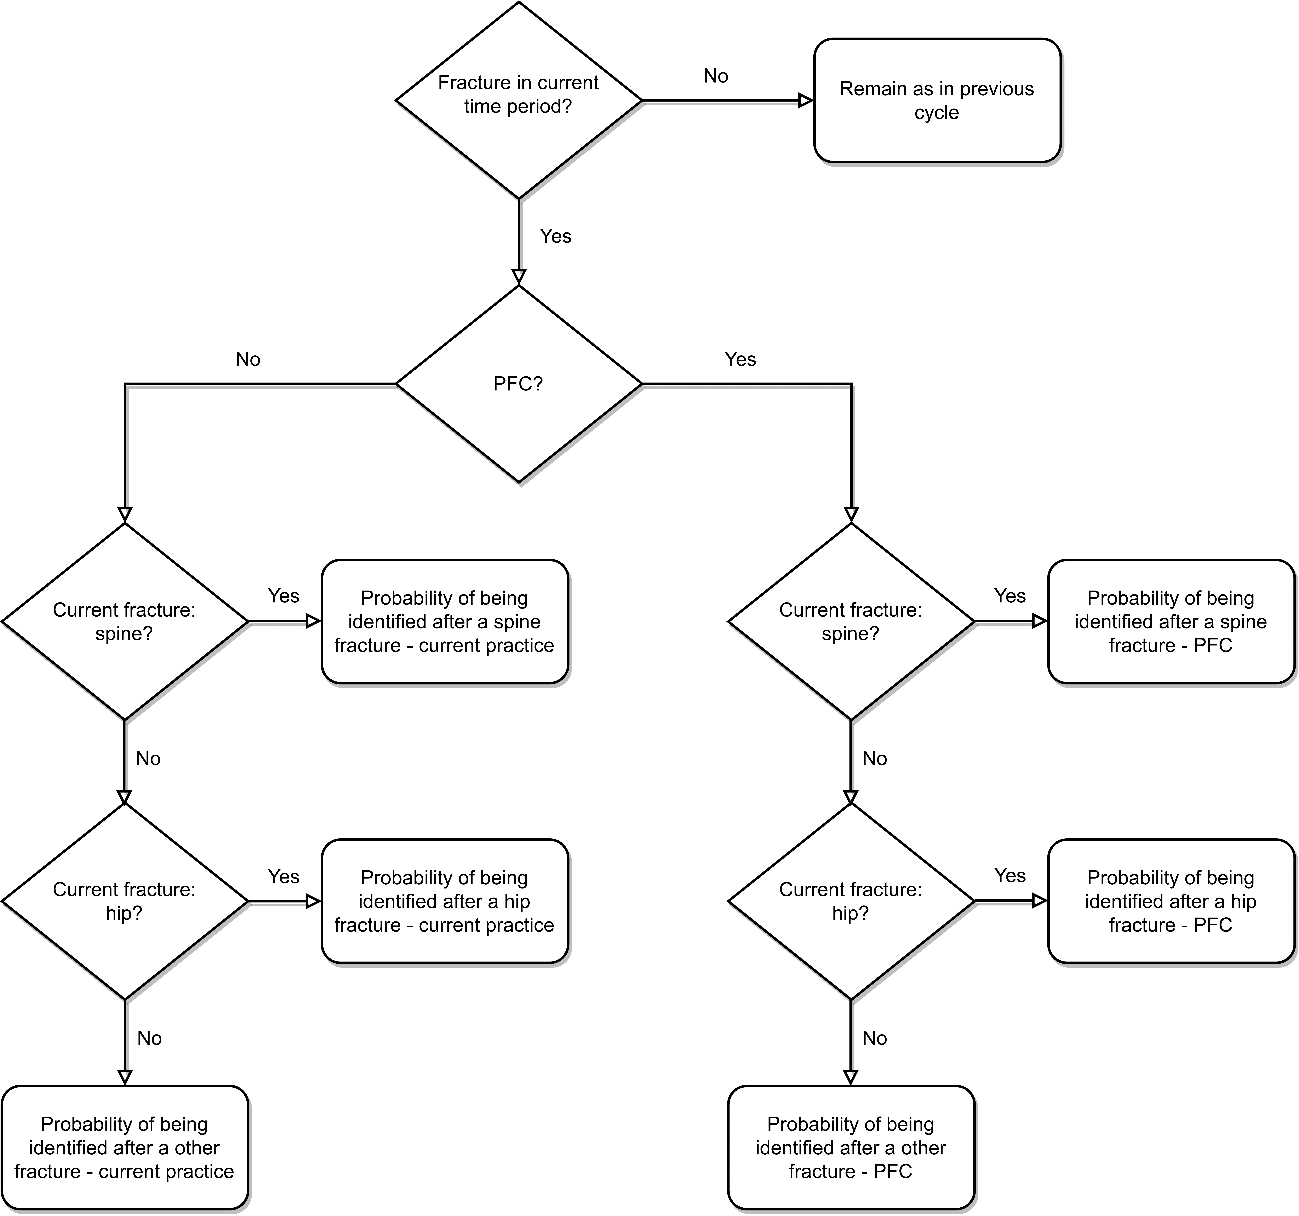 Fracture in current
time period?
No
Remain as in previous
cycle
Yes
PFC?
No
Yes
Current fracture:
spine?
Yes
Probability of being
identified after a spine
fracture - current practice
Current fracture:
spine?
Yes
Probability of being
identified after a spine
fracture - PFC
No
No
Current fracture:
hip?
Yes
Probability of being
identified after a hip
fracture - current practice
Current fracture:
hip?
Yes
Probability of being
identified after a hip
fracture - PFC
No
No
Probability of being
identified after a other
fracture - current practice
Probability of being
identified after a other
fracture - PFC